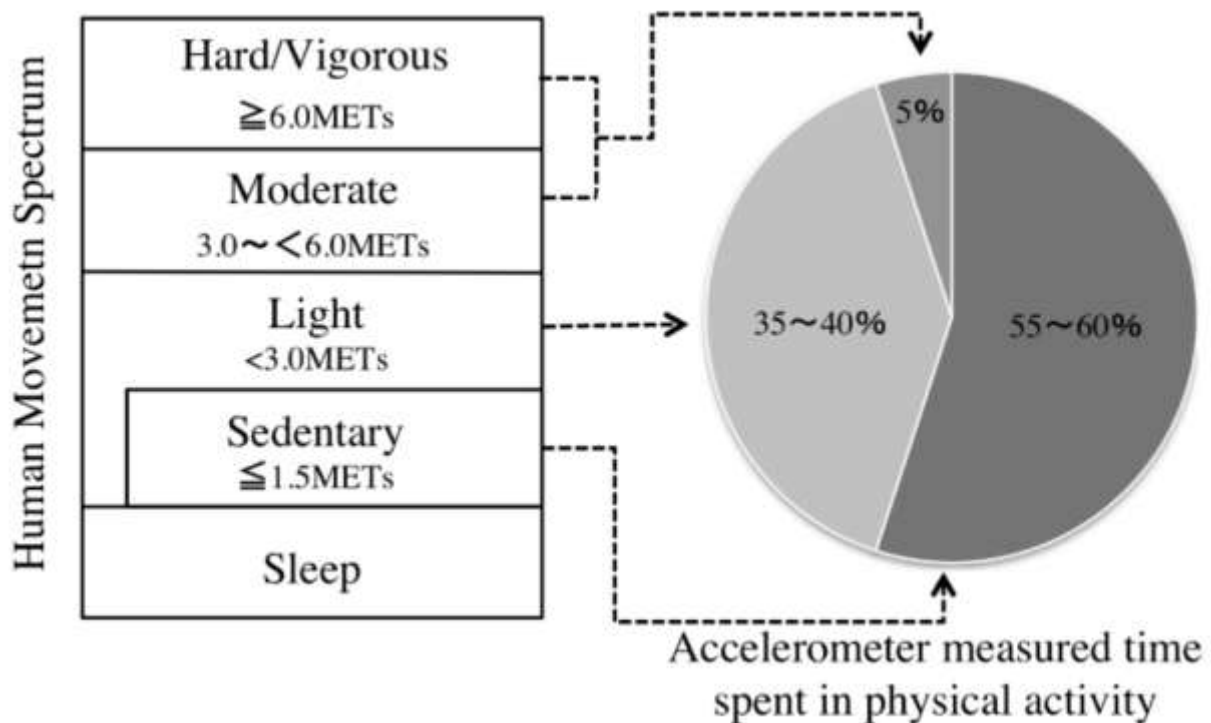 Human Movemetn Spectrum
Hard/Vigorous
≧6.0METs
Moderate
3.0～＜6.0METs
Light
<3.0METs
Sedentary
≦1.5METs
Sleep
5%
35～40%
55～60%
Accelerometer measured time
spent in physical activity